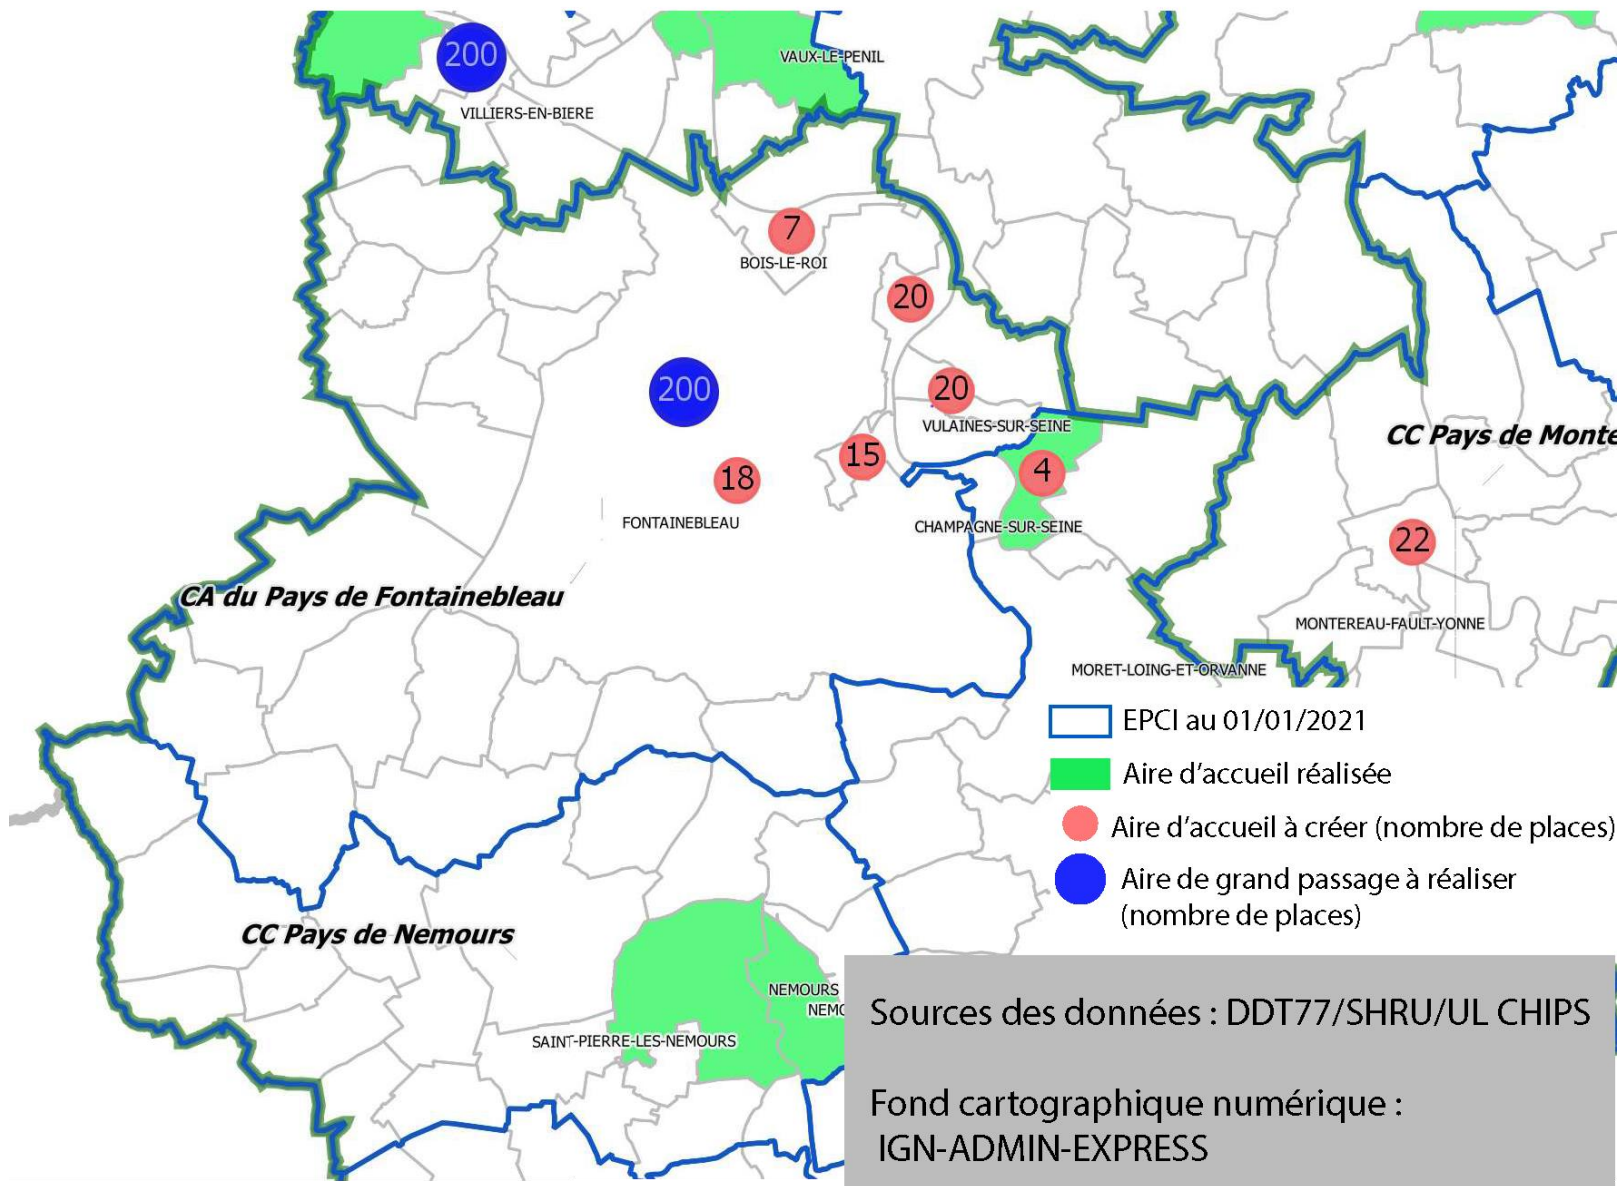 200
VAUX-LE-PENIL
VILLIERS-EN-BIERE
7
BOIS-LE-ROI
20
200
20
VULAINES-SUR-SEINE
CC Pays de Monte
15
4
18
FONTAINEBLEAU
CHAMPAGNE-SUR-SEINE
22
CA du Pays de Fontainebleau
MONTEREAU-FAULT-YONNE
MORET-LOING-ET-ORVANNE
EPCI au 01/01/2021
Aire d'accueil réalisée
Aire d'accueil à créer (nombre de places)
Aire de grand passage à réaliser
(nombre de places)
CC Pays de Nemours
NEMOURS
NEMO
SAINT-PIERRE-LES-NEMOURS
Sources des données : DDT77/SHRU/UL CHIPS
Fond cartographique numérique :
IGN-ADMIN-EXPRESS